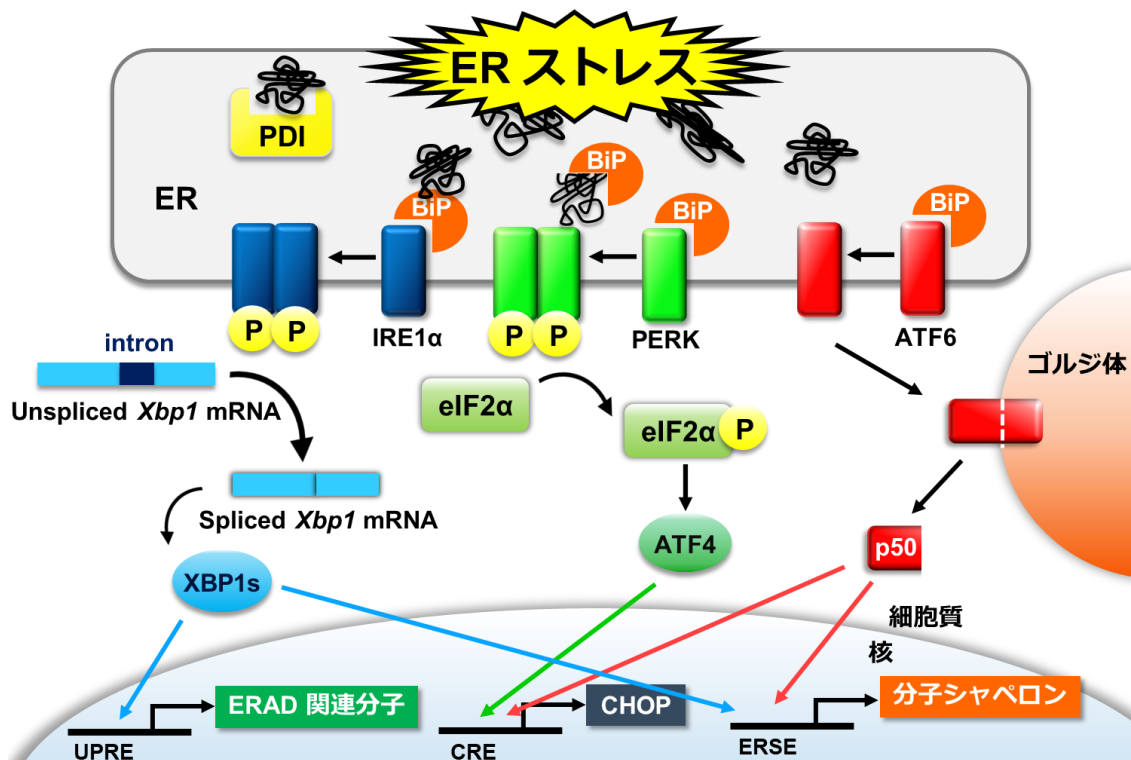 ER ストレス
PDI
ER
BiP
BiP
BiP
BiP
P
P
IRE1α
P
P
PERK
ATF6
intron
Unspliced Xbp1 mRNA
eIF2α
eIF2α
P
ゴルジ体
Spliced Xbp1 mRNA
ATF4
p50
XBP1s
細胞質
核
ERAD 関連分子
CHOP
分子シャペロン
UPRE
CRE
ERSE